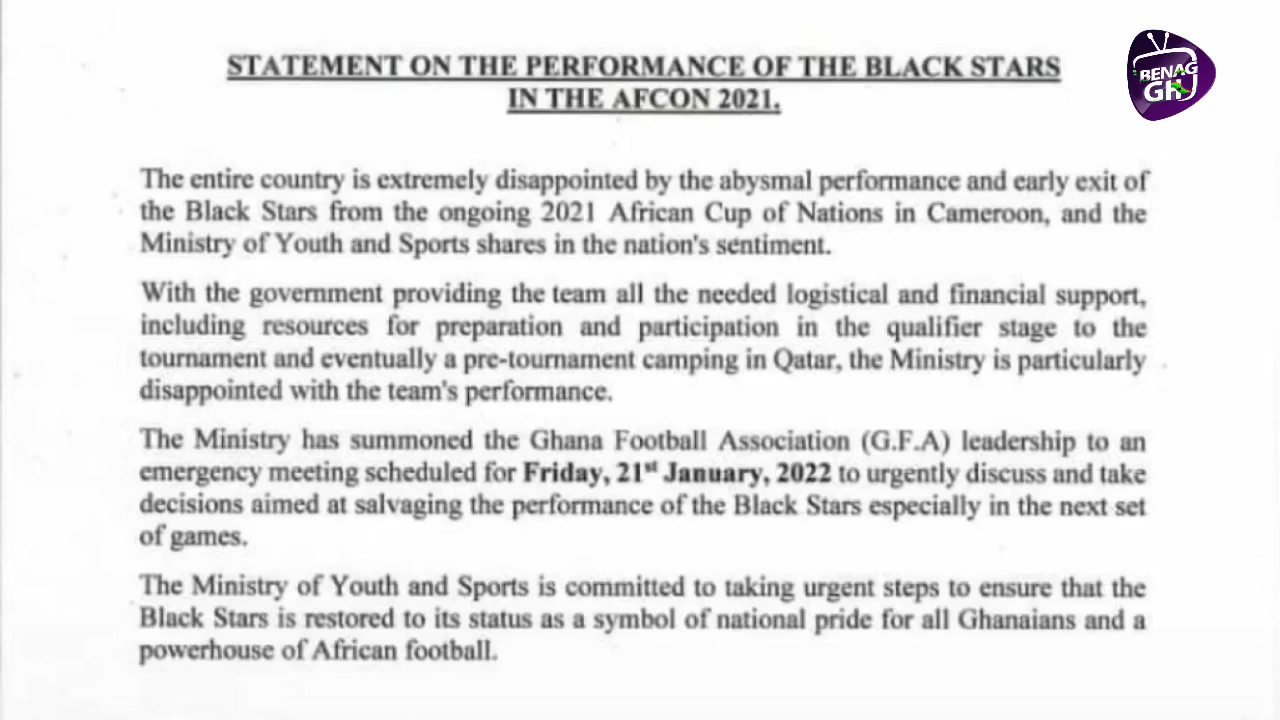 STATEMENT ON THE PERFORMANCE OF THE BLACK STARS
IN THE AFCON 2021.
BENAG
GH
The entire country is extremely disappointed by the abysmal performance and early exit of
the Black Stars from the ongoing 2021 African Cup of Nations in Cameroon, and the
Ministry of Youth and Sports shares in the nation's sentiment.
With the government providing the team all the needed logistical and financial support,
including resources for preparation and participation in the qualifier stage to the
tournament and eventually a pre-tournament camping in Qatar, the Ministry is particularly
disappointed with the team's performance.
The Ministry has summoned the Ghana Football Association (G.F.A) leadership to an
emergency meeting scheduled for Friday, 21st January, 2022 to urgently discuss and take
decisions aimed at salvaging the performance of the Black Stars especially in the next set
of games.
The Ministry of Youth and Sports is committed to taking urgent steps to ensure that the
Black Stars is restored to its status as a symbol of national pride for all Ghanaians and a
powerhouse of African football.